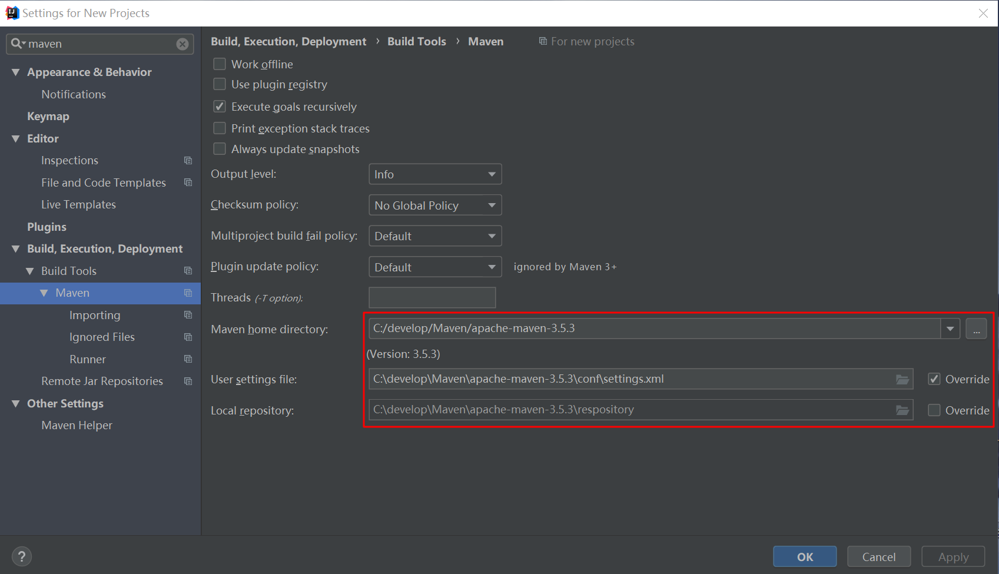 Settings for New Projects
maven
Appearance & Behavior
Notifications
Keymap
Editor
Inspections
File and Code Templates
Live Templates
Plugins
Build, Execution, Deployment
Build Tools
Maven
Importing
Ignored Files
Runner
Remote Jar Repositories
Other Settings
Maven Helper
Build, Execution, Deployment › Build Tools › Maven For new projects
Work offline
Use plugin registry
Execute goals recursively
Print exception stack traces
Always update snapshots
Output level: Info
Checksum policy: No Global Policy
Multiproject build fail policy: Default
Plugin update policy: Default ignored by Maven 3+
Threads (-T option):
Maven home directory: C:/develop/Maven/apache-maven-3.5.3 ...
(Version: 3.5.3)
User settings file: C:\develop\Maven\apache-maven-3.5.3\conf\settings.xml Override
Local repository: C:\develop\Maven\apache-maven-3.5.3\respository Override
? OK Cancel Apply